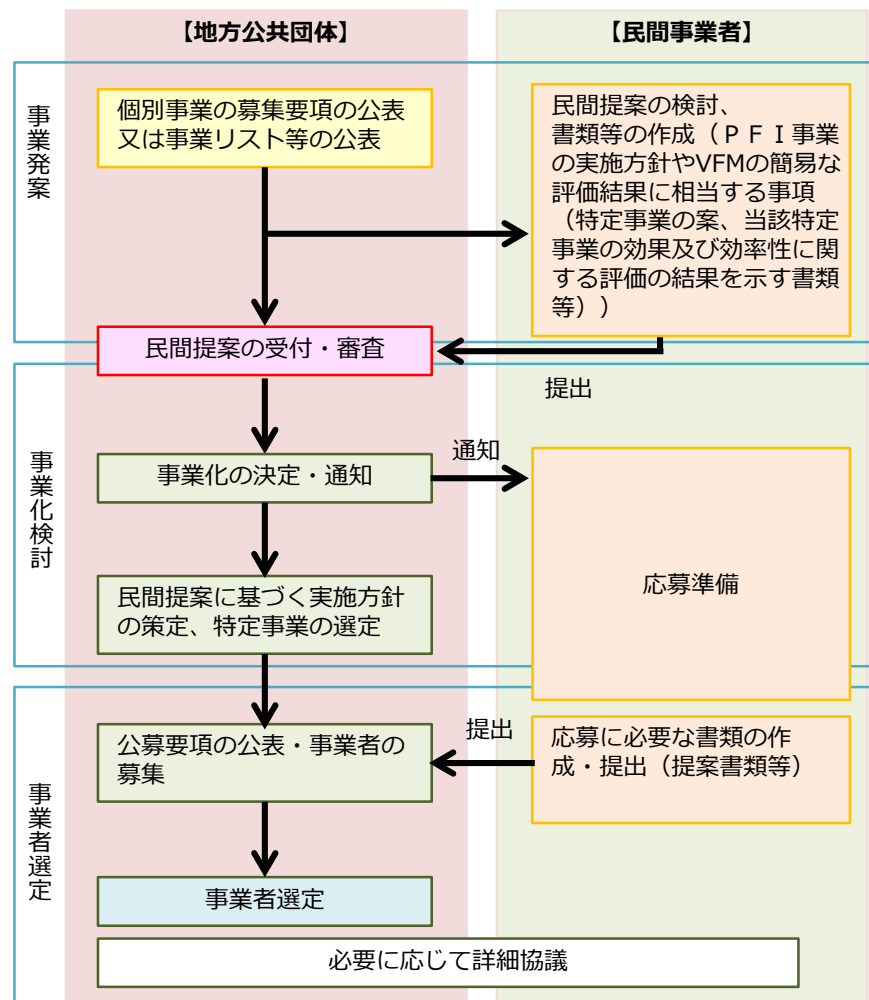 【地方公共団体】
【民間事業者】
事業発案
個別事業の募集要項の公表
又は事業リスト等の公表
民間提案の検討、
書類等の作成（ＰＦＩ事業
の実施方針やVFMの簡易な
評価結果に相当する事項
（特定事業の案、当該特定
事業の効果及び効率性に関
する評価の結果を示す書類
等））
民間提案の受付・審査
提出
事業化検討
事業化の決定・通知
通知
応募準備
民間提案に基づく実施方針
の策定、特定事業の選定
事業者選定
公募要項の公表・事業者の
募集
提出
応募に必要な書類の作
成・提出（提案書類等）
事業者選定
必要に応じて詳細協議